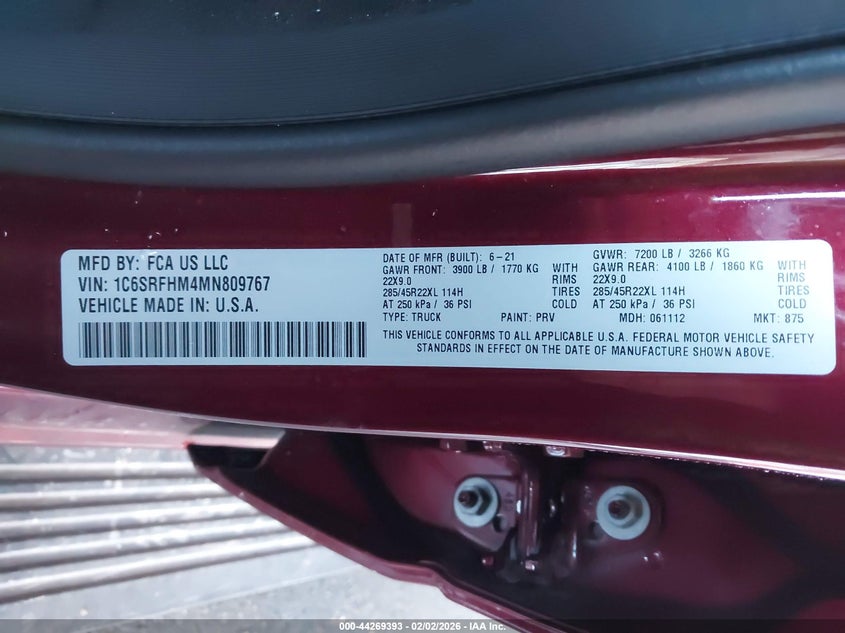 MFD BY: FCA US LLC
VIN: 1C6SRFHM4MN809767
VEHICLE MADE IN: U.S.A.
DATE OF MFR (BUILT): 6-21
GAWR FRONT: 3900 LB / 1770 KG WITH
22X9.0 RIMS
285/45R22XL 114H TIRES
AT 250 kPa / 36 PSI COLD
TYPE: TRUCK PAINT: PRV
GVWR: 7200 LB / 3266 KG
GAWR REAR: 4100 LB / 1860 KG WITH
22X9.0 RIMS
285/45R22XL 114H TIRES
AT 250 kPa / 36 PSI COLD
MDH: 061112 MKT: 875
THIS VEHICLE CONFORMS TO ALL APPLICABLE U.S.A. FEDERAL MOTOR VEHICLE SAFETY
STANDARDS IN EFFECT ON THE DATE OF MANUFACTURE SHOWN ABOVE.
000-44269393 - 02/02/2026 - IAA Inc.